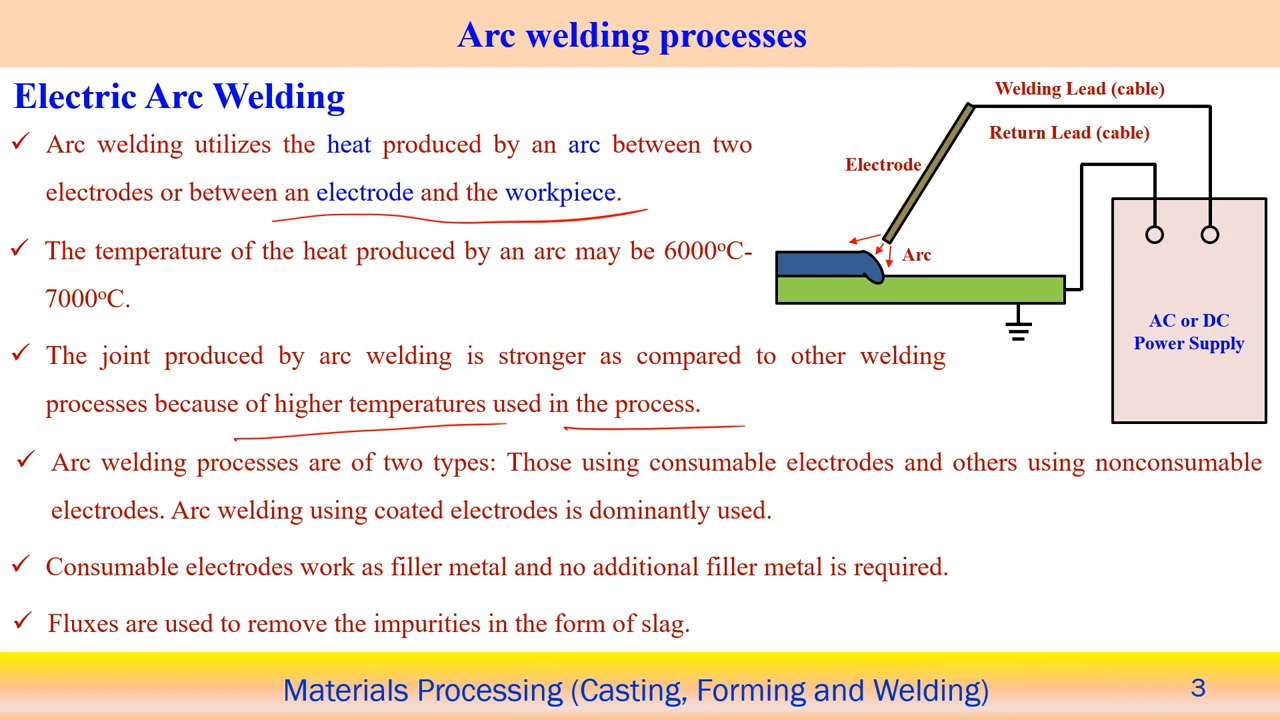 Arc welding processes
Electric Arc Welding
✓ Arc welding utilizes the heat produced by an arc between two
electrodes or between an electrode and the workpiece.
✓ The temperature of the heat produced by an arc may be 6000°C-
7000°C.
✓ The joint produced by arc welding is stronger as compared to other welding
processes because of higher temperatures used in the process.
✓ Arc welding processes are of two types: Those using consumable electrodes and others using nonconsumable
electrodes. Arc welding using coated electrodes is dominantly used.
✓ Consumable electrodes work as filler metal and no additional filler metal is required.
✓ Fluxes are used to remove the impurities in the form of slag.
Welding Lead (cable)
Return Lead (cable)
Electrode
Arc
AC or DC
Power Supply
Materials Processing (Casting, Forming and Welding)
3